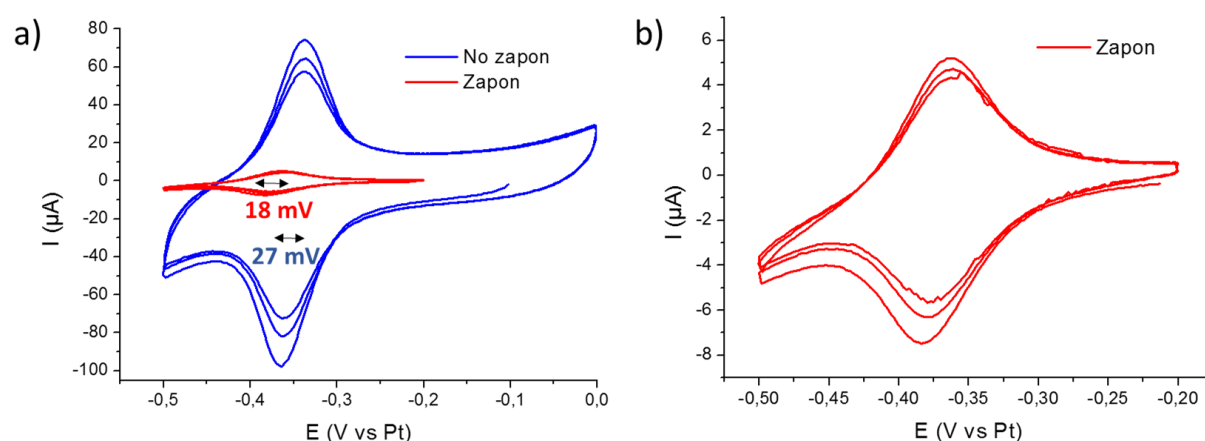 a)
No zapon
Zapon
18 mV
27 mV
I (µA)
80
60
40
20
0
-20
-40
-60
-80
-100
-0,5
-0,4
-0,3
-0,2
-0,1
0,0
E (V vs Pt)
b)
Zapon
I (µA)
6
4
2
0
-2
-4
-6
-8
-0,50
-0,45
-0,40
-0,35
-0,30
-0,25
-0,20
E (V vs Pt)